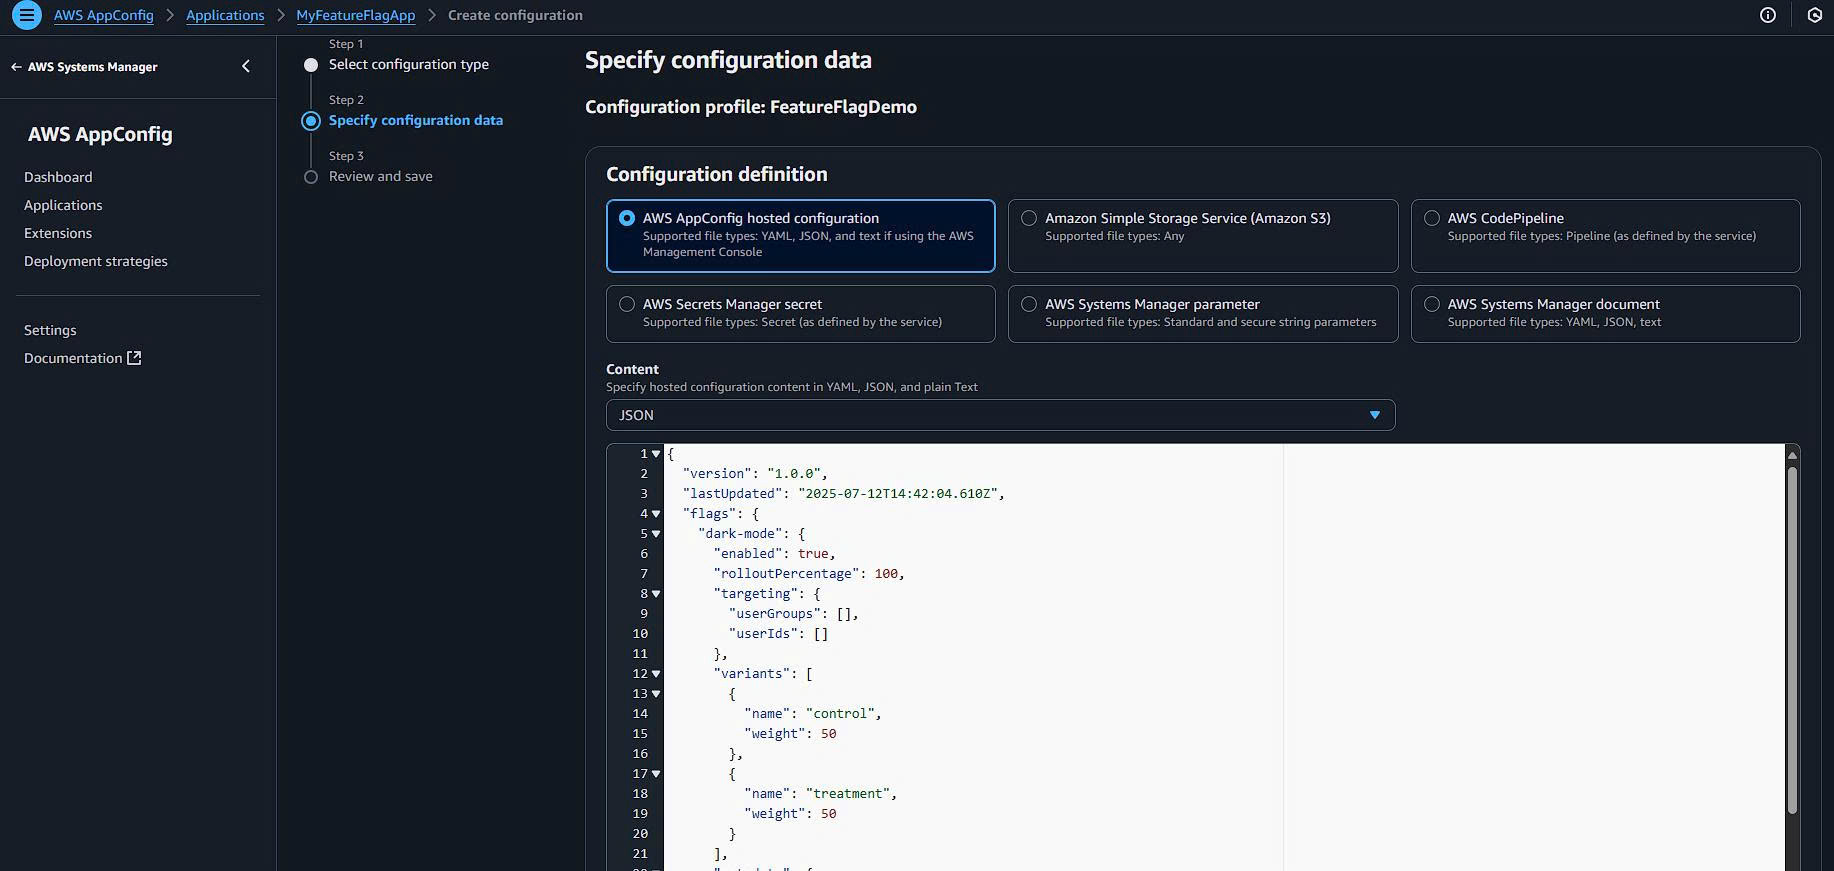 AWS AppConfig > Applications > MyFeatureFlagApp > Create configuration
← AWS Systems Manager
AWS AppConfig
Dashboard
Applications
Extensions
Deployment strategies
Settings
Documentation
Step 1
Select configuration type
Step 2
Specify configuration data
Step 3
Review and save
Specify configuration data
Configuration profile: FeatureFlagDemo
Configuration definition
AWS AppConfig hosted configuration
Supported file types: YAML, JSON, and text if using the AWS
Management Console
Amazon Simple Storage Service (Amazon S3)
Supported file types: Any
AWS CodePipeline
Supported file types: Pipeline (as defined by the service)
AWS Secrets Manager secret
Supported file types: Secret (as defined by the service)
AWS Systems Manager parameter
Supported file types: Standard and secure string parameters
AWS Systems Manager document
Supported file types: YAML, JSON, text
Content
Specify hosted configuration content in YAML, JSON, and plain Text
JSON
1 {
2 "version": "1.0.0",
3 "lastUpdated": "2025-07-12T14:42:04.610Z",
4 "flags": {
5 "dark-mode": {
6 "enabled": true,
7 "rolloutPercentage": 100,
8 "targeting": {
9 "userGroups": [],
10 "userIds": []
11 },
12 "variants": [
13 {
14 "name": "control",
15 "weight": 50
16 },
17 {
18 "name": "treatment",
19 "weight": 50
20 }
21 ],